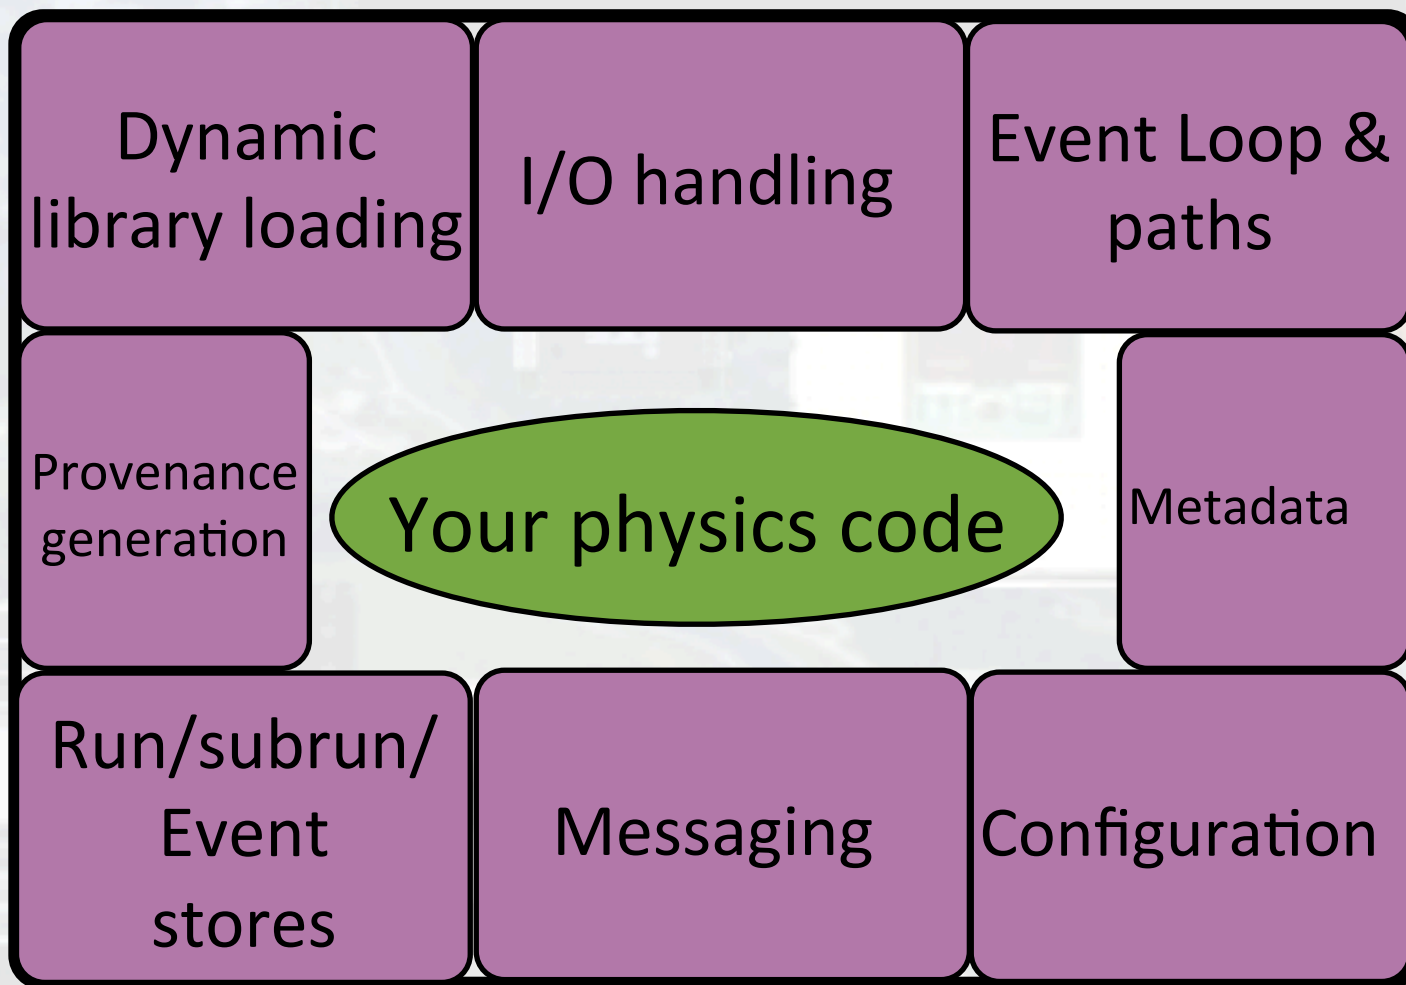 Dynamic
library loading
I/O handling
Event Loop &
paths
Provenance
generation
Your physics code
Metadata
Run/subrun/
Event
stores
Messaging
Configuration